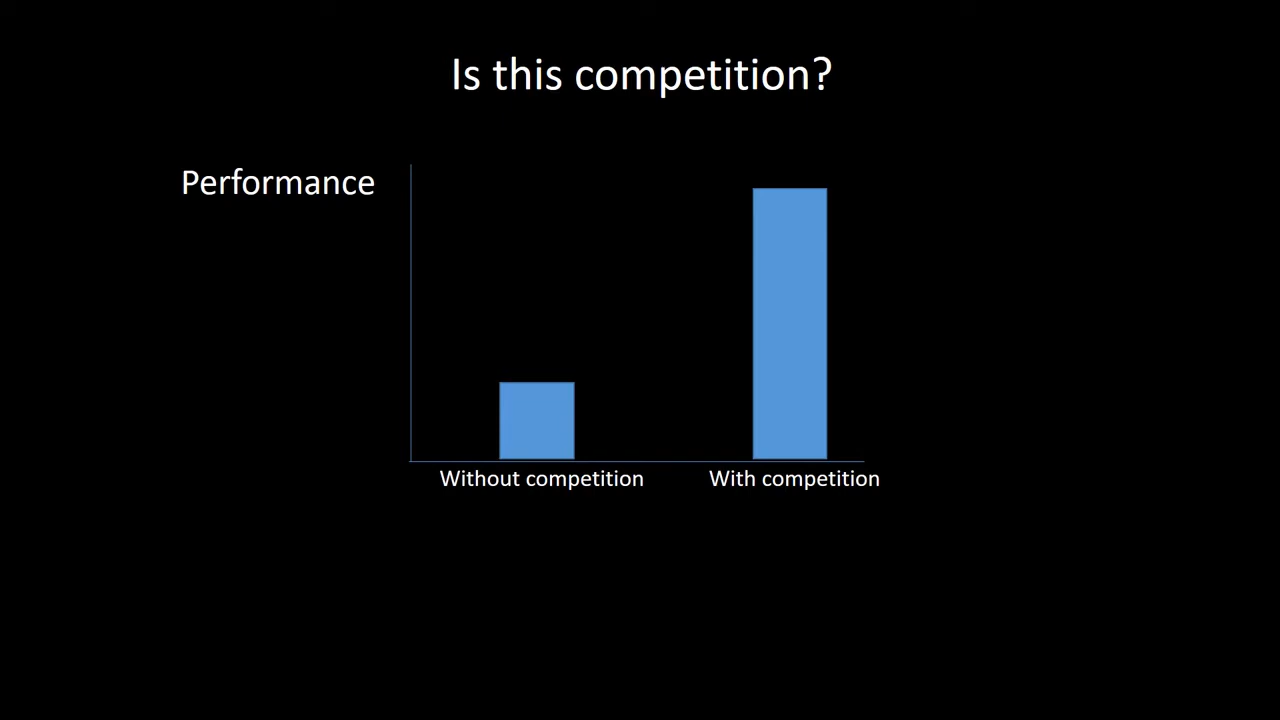 Is this competition?
Performance
Without competition
With competition